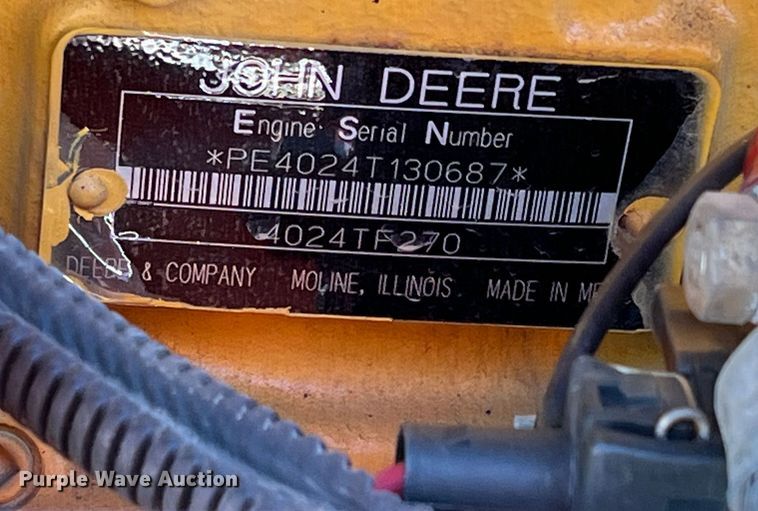 JOHN DEERE
Engine Serial Number
*PE4024T130687*
4024TF270
DEERE & COMPANY MOLINE, ILLINOIS MADE IN
Purple Wave Auction